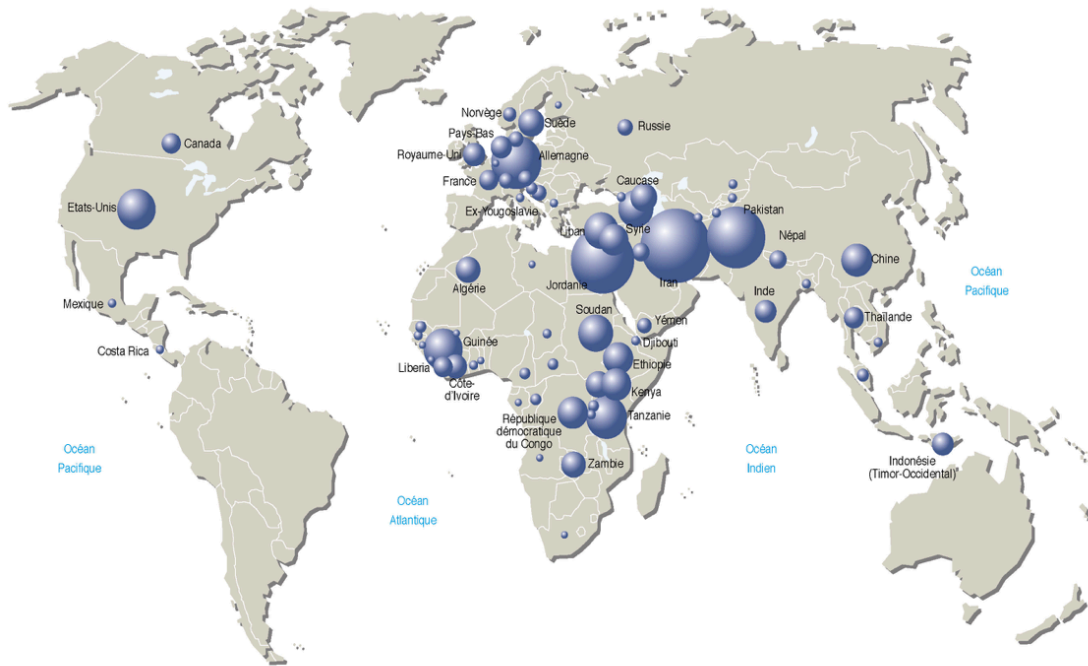 Norvège
Suède
Russie
Pays-Bas
Canada
Royaume-Uni
Allemagne
France
Caucase
Ex-Yougoslavie
Etats-Unis
Pakistan
Liban
Syrie
Népal
Chine
Algérie
Jordanie
Iran
Océan
Pacifique
Inde
Mexique
Soudan
Yémen
Thaïlande
Djibouti
Guinée
Costa Rica
Ethiopie
Liberia
Côte-
d'Ivoire
Kenya
République
démocratique
du Congo
Tanzanie
Océan
Pacifique
Océan
Indien
Zambie
Indonésie
(Timor-Occidental)*
Océan
Atlantique